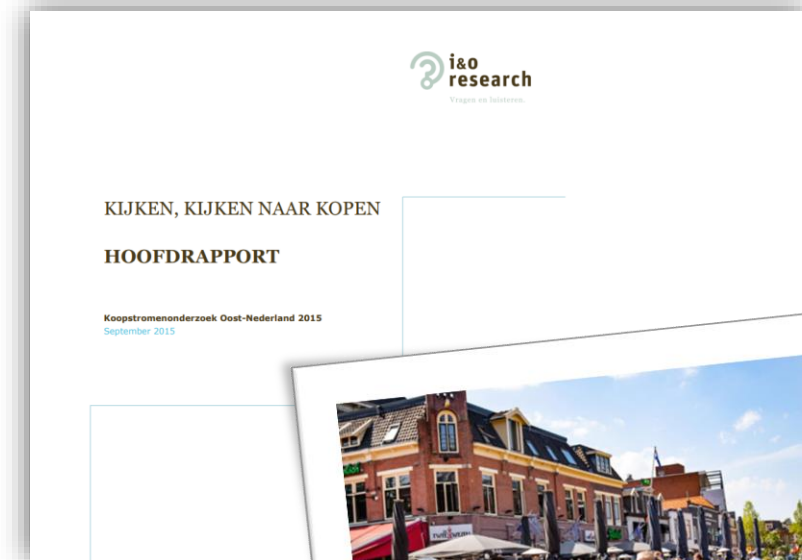 i&o
research
Vragen en luisteren.
KIJKEN, KIJKEN NAAR KOPEN
HOOFDRAPPORT
Koopstromenonderzoek Oost-Nederland 2015
September 2015